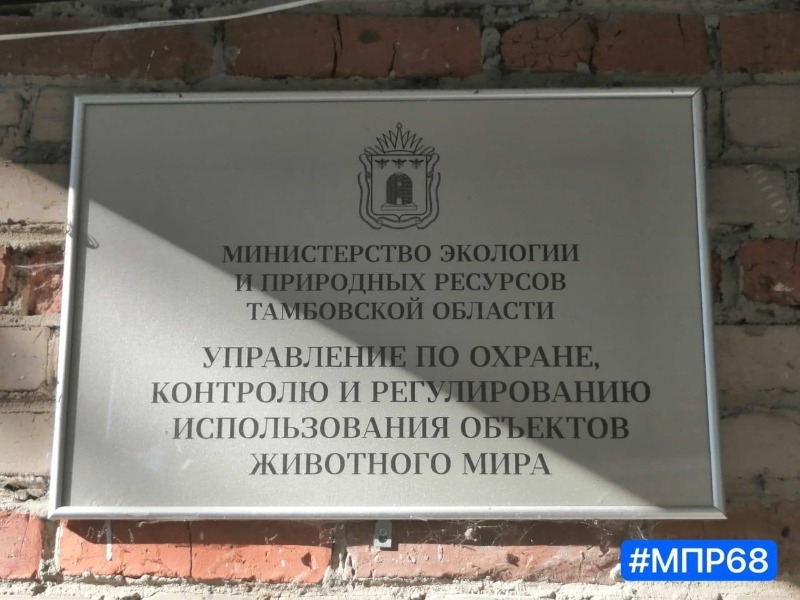 МИНИСТЕРСТВО ЭКОЛОГИИ
И ПРИРОДНЫХ РЕСУРСОВ
ТАМБОВСКОЙ ОБЛАСТИ
УПРАВЛЕНИЕ ПО ОХРАНЕ,
КОНТРОЛЮ И РЕГУЛИРОВАНИЮ
ИСПОЛЬЗОВАНИЯ ОБЪЕКТОВ
ЖИВОТНОГО МИРА
#МПР68